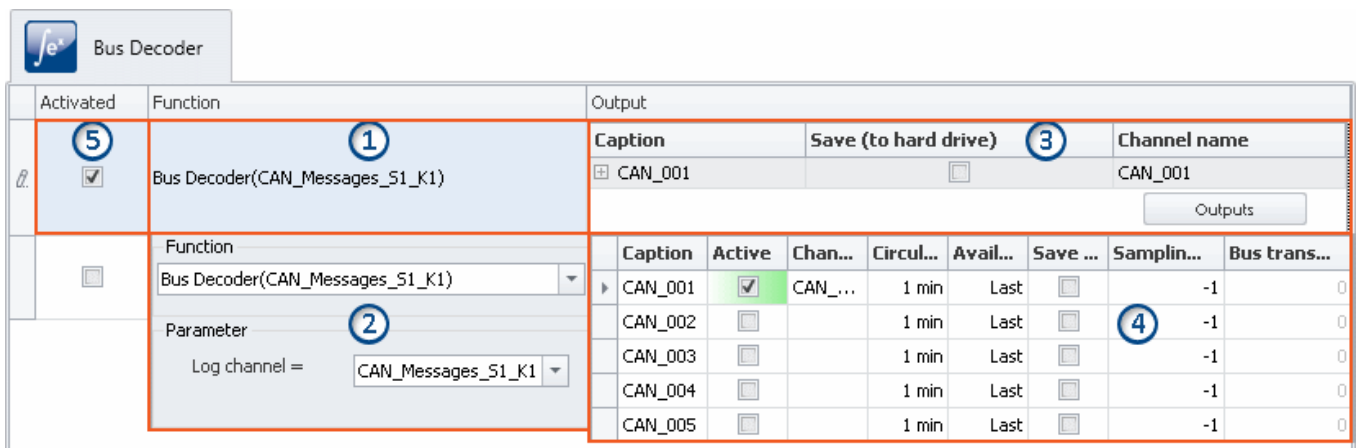 Bus Decoder
Activated Function Output
5 1 Caption Save (to hard drive) 3 Channel name
Bus Decoder(CAN_Messages_S1_K1) CAN_001 CAN_001
Outputs
Function Caption Active Chan... Circul... Avail... Save ... Samplin... Bus trans...
Bus Decoder(CAN_Messages_S1_K1) CAN_001 CAN_... 1 min Last -1 0
2 CAN_002 1 min Last 4 -1 0
Parameter CAN_003 1 min Last -1 0
Log channel = CAN_Messages_S1_K1 CAN_004 1 min Last -1 0
CAN_005 1 min Last -1 0